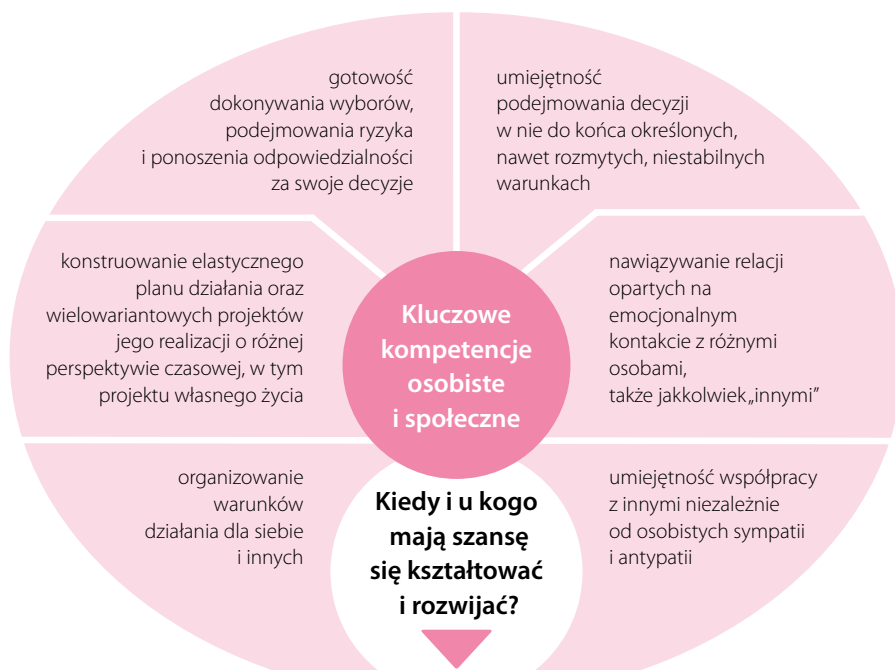 gotowość
dokonywania wyborów,
podejmowania ryzyka
i ponoszenia odpowiedzialności
za swoje decyzje
umiejętność
podejmowania decyzji
w nie do końca określonych,
nawet rozmytych, niestabilnych
warunkach
konstruowanie elastycznego
planu działania oraz
wielowariantowych projektów
jego realizacji o różnej
perspektywie czasowej, w tym
projektu własnego życia
Kluczowe
kompetencje
osobiste
i społeczne
nawiązywanie relacji
opartych na
emocjonalnym
kontakcie z różnymi
osobami,
także jakkolwiek „innymi”
organizowanie
warunków
działania dla siebie
i innych
Kiedy i u kogo
mają szansę
się kształtować
i rozwijać?
umiejętność współpracy
z innymi niezależnie
od osobistych sympatii
i antypatii